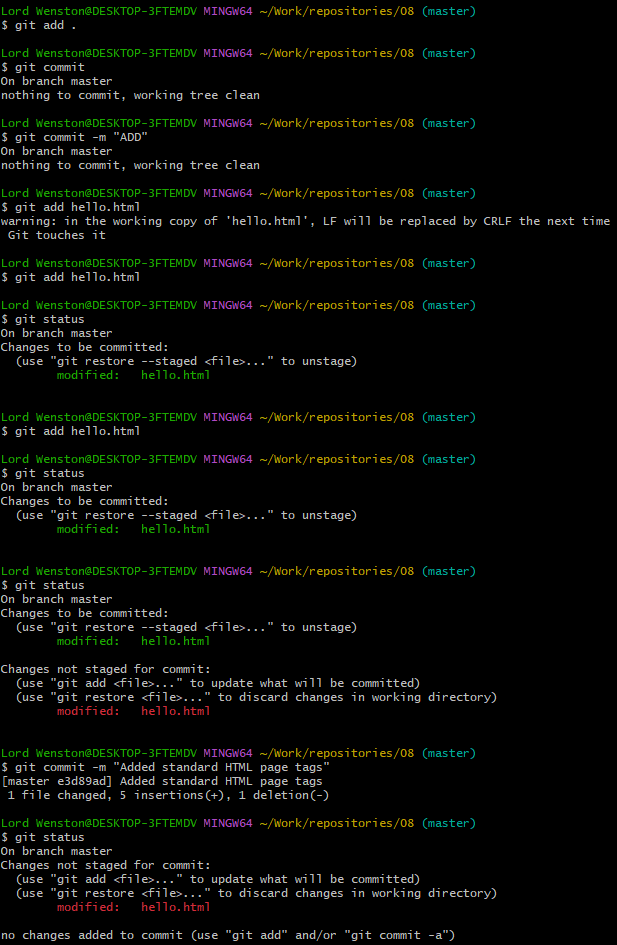 Lord Wenston@DESKTOP-3FTEMDV MINGW64 ~/Work/repositories/08 (master)
$ git add .
Lord Wenston@DESKTOP-3FTEMDV MINGW64 ~/Work/repositories/08 (master)
$ git commit
On branch master
nothing to commit, working tree clean
Lord Wenston@DESKTOP-3FTEMDV MINGW64 ~/Work/repositories/08 (master)
$ git commit -m "ADD"
On branch master
nothing to commit, working tree clean
Lord Wenston@DESKTOP-3FTEMDV MINGW64 ~/Work/repositories/08 (master)
$ git add hello.html
warning: in the working copy of 'hello.html', LF will be replaced by CRLF the next time
 Git touches it
Lord Wenston@DESKTOP-3FTEMDV MINGW64 ~/Work/repositories/08 (master)
$ git add hello.html
Lord Wenston@DESKTOP-3FTEMDV MINGW64 ~/Work/repositories/08 (master)
$ git status
On branch master
Changes to be committed:
  (use "git restore --staged <file>..." to unstage)
        modified:   hello.html
Lord Wenston@DESKTOP-3FTEMDV MINGW64 ~/Work/repositories/08 (master)
$ git add hello.html
Lord Wenston@DESKTOP-3FTEMDV MINGW64 ~/Work/repositories/08 (master)
$ git status
On branch master
Changes to be committed:
  (use "git restore --staged <file>..." to unstage)
        modified:   hello.html
Lord Wenston@DESKTOP-3FTEMDV MINGW64 ~/Work/repositories/08 (master)
$ git status
On branch master
Changes to be committed:
  (use "git restore --staged <file>..." to unstage)
        modified:   hello.html
Changes not staged for commit:
  (use "git add <file>..." to update what will be committed)
  (use "git restore <file>..." to discard changes in working directory)
        modified:   hello.html
Lord Wenston@DESKTOP-3FTEMDV MINGW64 ~/Work/repositories/08 (master)
$ git commit -m "Added standard HTML page tags"
[master e3d89ad] Added standard HTML page tags
 1 file changed, 5 insertions(+), 1 deletion(-)
Lord Wenston@DESKTOP-3FTEMDV MINGW64 ~/Work/repositories/08 (master)
$ git status
On branch master
Changes not staged for commit:
  (use "git add <file>..." to update what will be committed)
  (use "git restore <file>..." to discard changes in working directory)
        modified:   hello.html
no changes added to commit (use "git add" and/or "git commit -a")